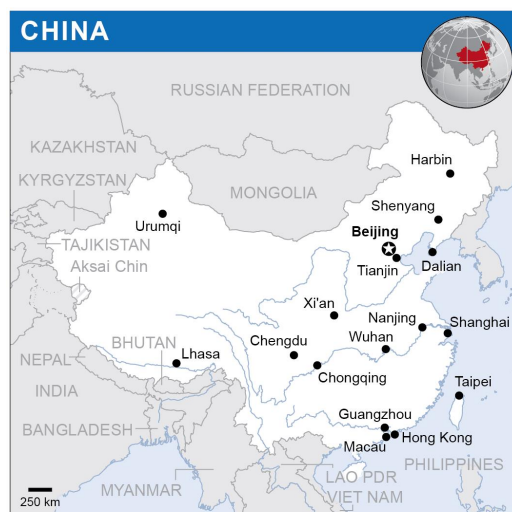 CHINA
RUSSIAN FEDERATION
KAZAKHSTAN
Harbin
KYRGYZSTAN
MONGOLIA
Shenyang
Urumqi
Beijing
TAJIKISTAN
Aksai Chin
Tianjin
Dalian
Xi'an
Nanjing
Shanghai
Chengdu
Wuhan
BHUTAN
Lhasa
NEPAL
Chongqing
INDIA
Taipei
Guangzhou
BANGLADESH
Hong Kong
Macau
PHILIPPINES
LAO PDR
MYANMAR
VIET NAM
250 km